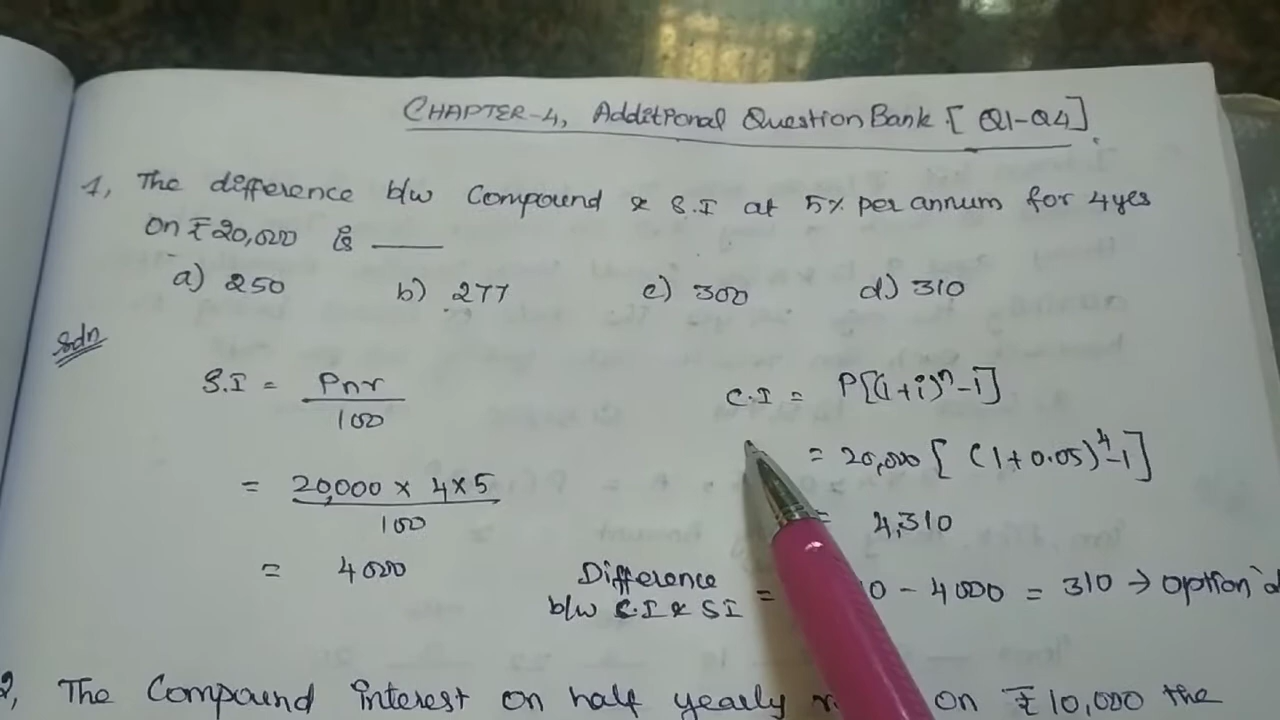 CHAPTER-4, Additional Question Bank [Q1-Q4].
1, The difference b/w Compound & S.I at 5% per annum for 4yes
on ₹20,000 is ____
a) 250 b) 277 c) 300 d) 310
Soln
S.I = Pnr / 100
C.I = P[(1+i)^n-1]
= 20,000 × 4×5 / 100
= 20,000 [(1+0.05)^4-1]
= 4000
= 4,310
Difference b/w C.I & SI = 0 - 4000 = 310 → option 'd
2, The Compound interest on half yearly on ₹10,000 the